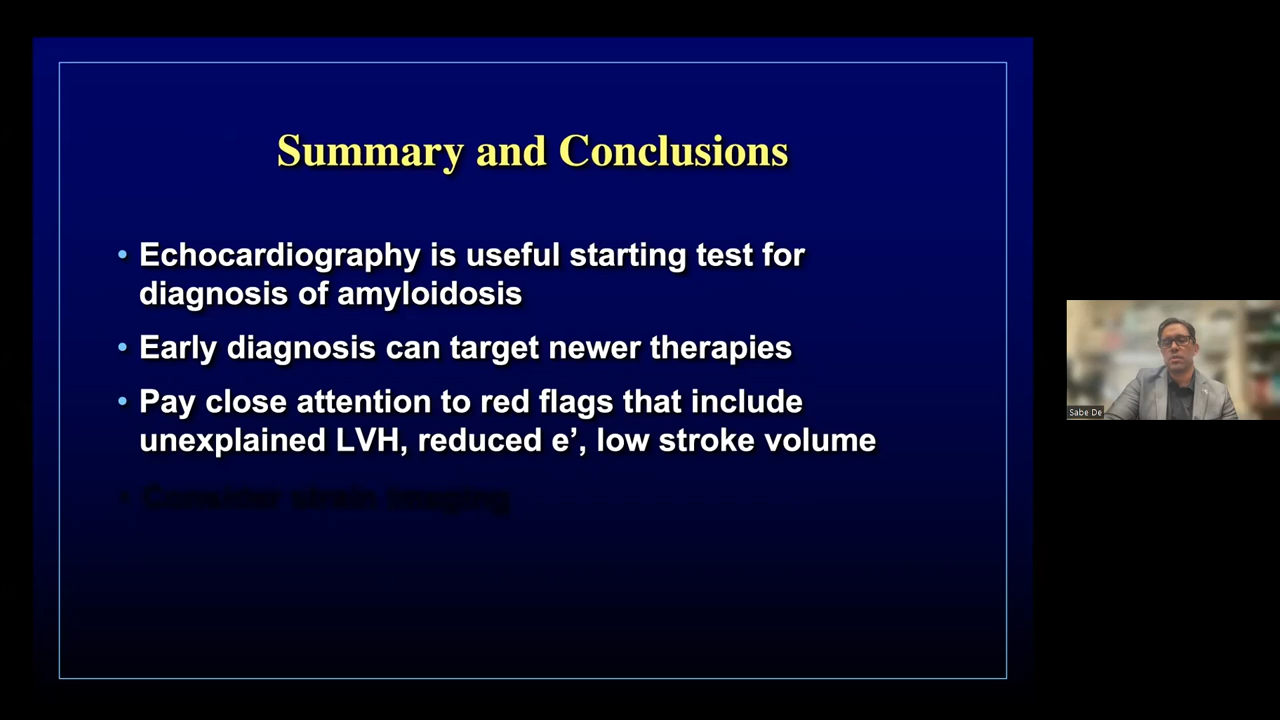 Summary and Conclusions
• Echocardiography is useful starting test for
diagnosis of amyloidosis
• Early diagnosis can target newer therapies
• Pay close attention to red flags that include
unexplained LVH, reduced e’, low stroke volume
• Consider strain imaging
Sabe De